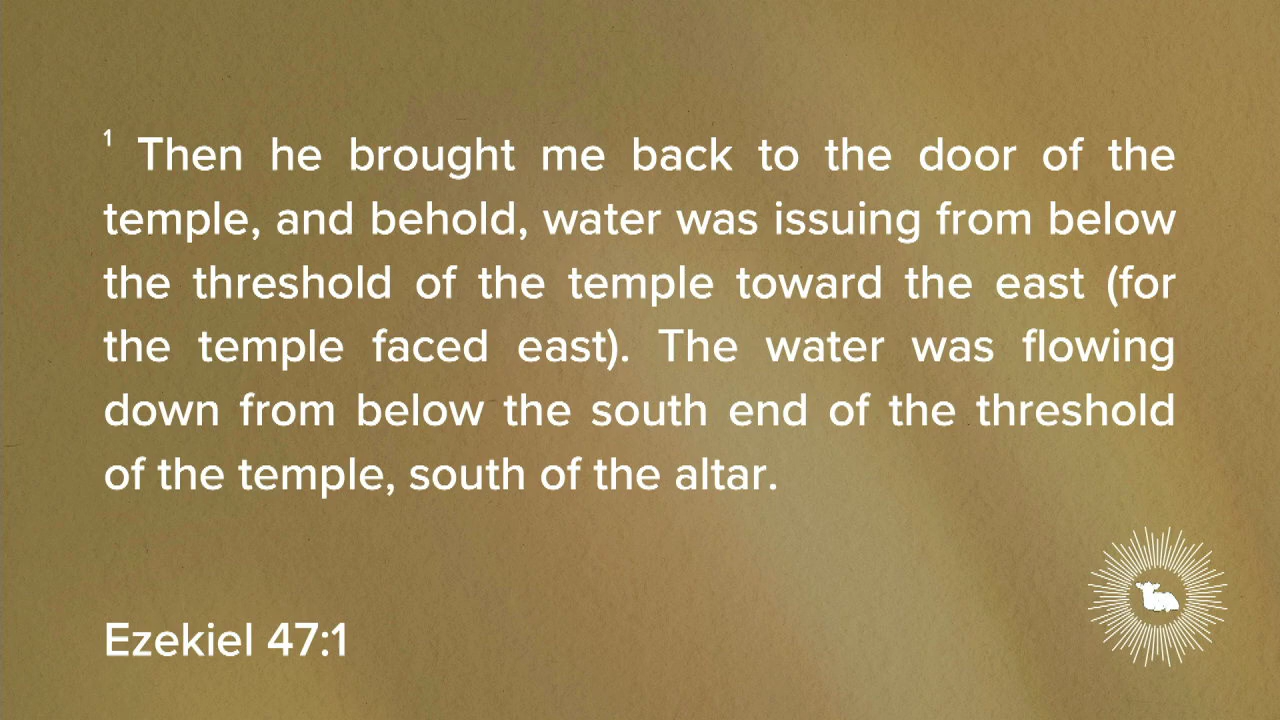 1 Then he brought me back to the door of the
temple, and behold, water was issuing from below
the threshold of the temple toward the east (for
the temple faced east). The water was flowing
down from below the south end of the threshold
of the temple, south of the altar.
Ezekiel 47:1